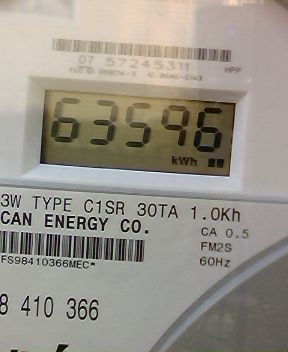 07 57245311
HPP
63596
kWh
3W TYPE C1SR 30TA 1.0Kh
CAN ENERGY CO.
CA 0.5
FM2S
60Hz
FS98410366MEC*
8 410 366